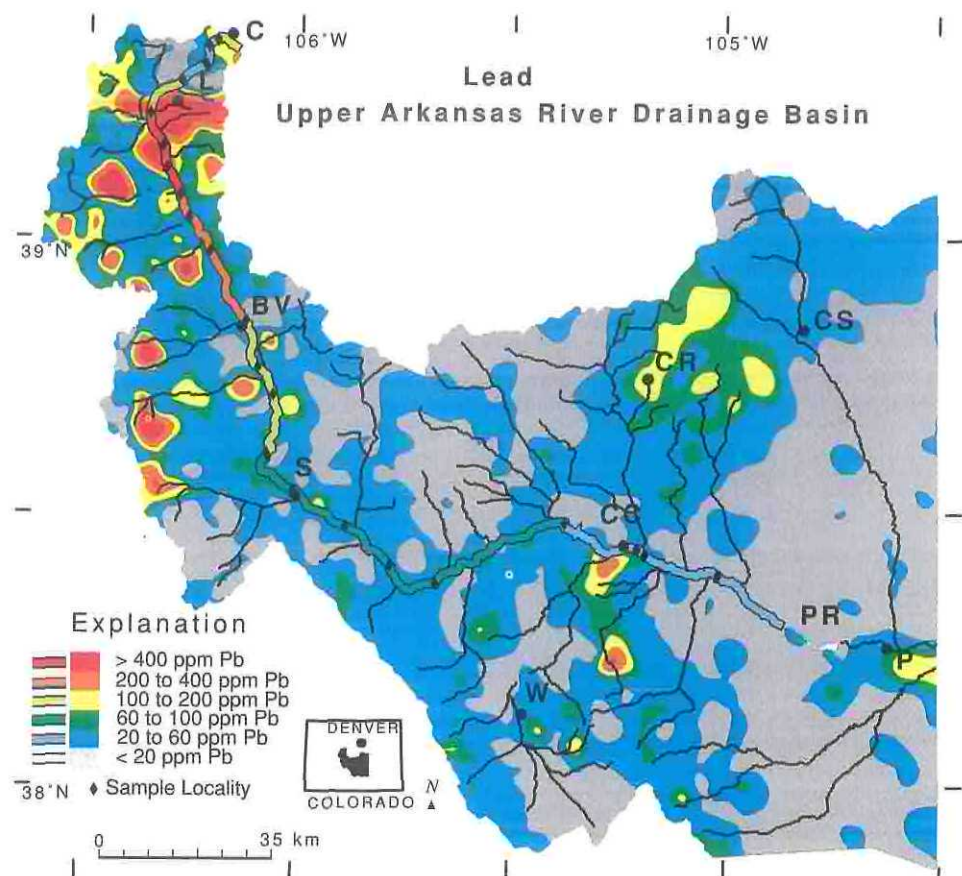 C
106°W
105°W
L
Lead
Upper Arkansas River Drainage Basin
39°N
BV
CS
CR
S
CC
PR
P
W
Explanation
> 400 ppm Pb
200 to 400 ppm Pb
100 to 200 ppm Pb
60 to 100 ppm Pb
20 to 60 ppm Pb
< 20 ppm Pb
Sample Locality
DENVER
COLORADO
N
38°N
0 35 km